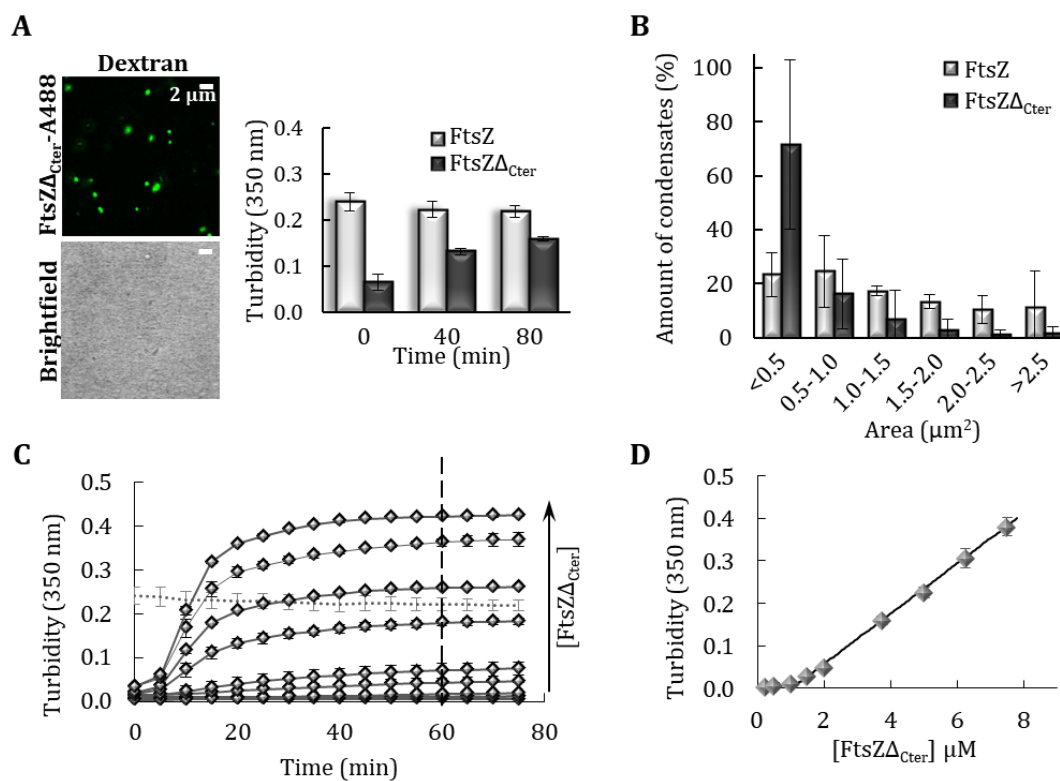 A
Dextran
FtsZΔCter-A488
2 μm
Brightfield
Turbidity (350 nm)
0.4
0.3
0.2
0.1
0.0
FtsZ
FtsZΔCter
0
40
80
Time (min)
B
Amount of condensates (%)
100
80
60
40
20
0
FtsZ
FtsZΔCter
<0.5
0.5-1.0
1.0-1.5
1.5-2.0
2.0-2.5
>2.5
Area (μm²)
C
Turbidity (350 nm)
0.5
0.4
0.3
0.2
0.1
0.0
0
20
40
60
80
Time (min)
[FtsZΔCter]
D
Turbidity (350 nm)
0.5
0.4
0.3
0.2
0.1
0.0
0
2
4
6
8
[FtsZΔCter] μM